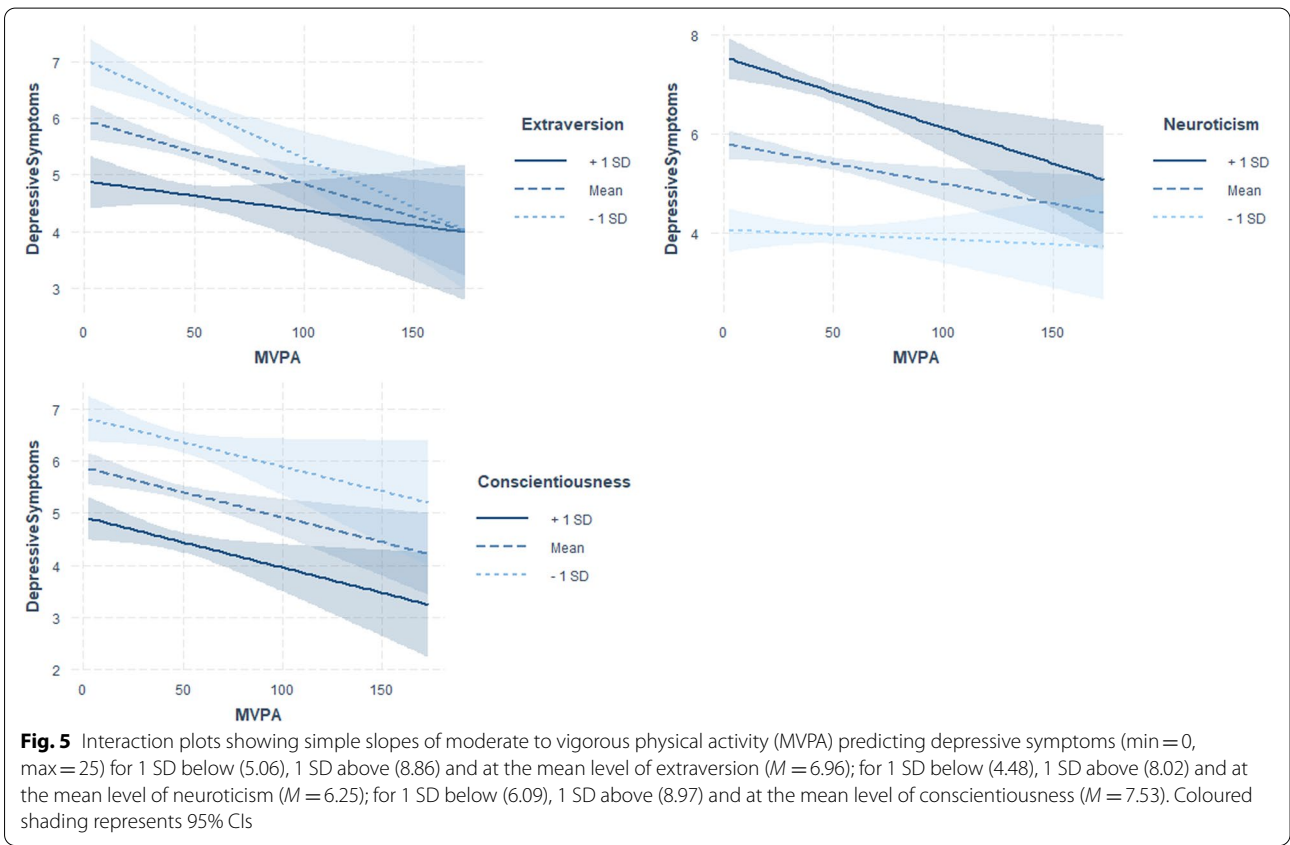 DepressiveSymptoms
7
6
5
4
3
0
50
100
150
MVPA
Extraversion
+ 1 SD
Mean
- 1 SD
DepressiveSymptoms
8
6
4
0
50
100
150
MVPA
Neuroticism
+ 1 SD
Mean
- 1 SD
DepressiveSymptoms
7
6
5
4
3
2
0
50
100
150
MVPA
Conscientiousness
+ 1 SD
Mean
- 1 SD
Fig. 5 Interaction plots showing simple slopes of moderate to vigorous physical activity (MVPA) predicting depressive symptoms (min = 0,
max = 25) for 1 SD below (5.06), 1 SD above (8.86) and at the mean level of extraversion (M = 6.96); for 1 SD below (4.48), 1 SD above (8.02) and at
the mean level of neuroticism (M = 6.25); for 1 SD below (6.09), 1 SD above (8.97) and at the mean level of conscientiousness (M = 7.53). Coloured
shading represents 95% CIs